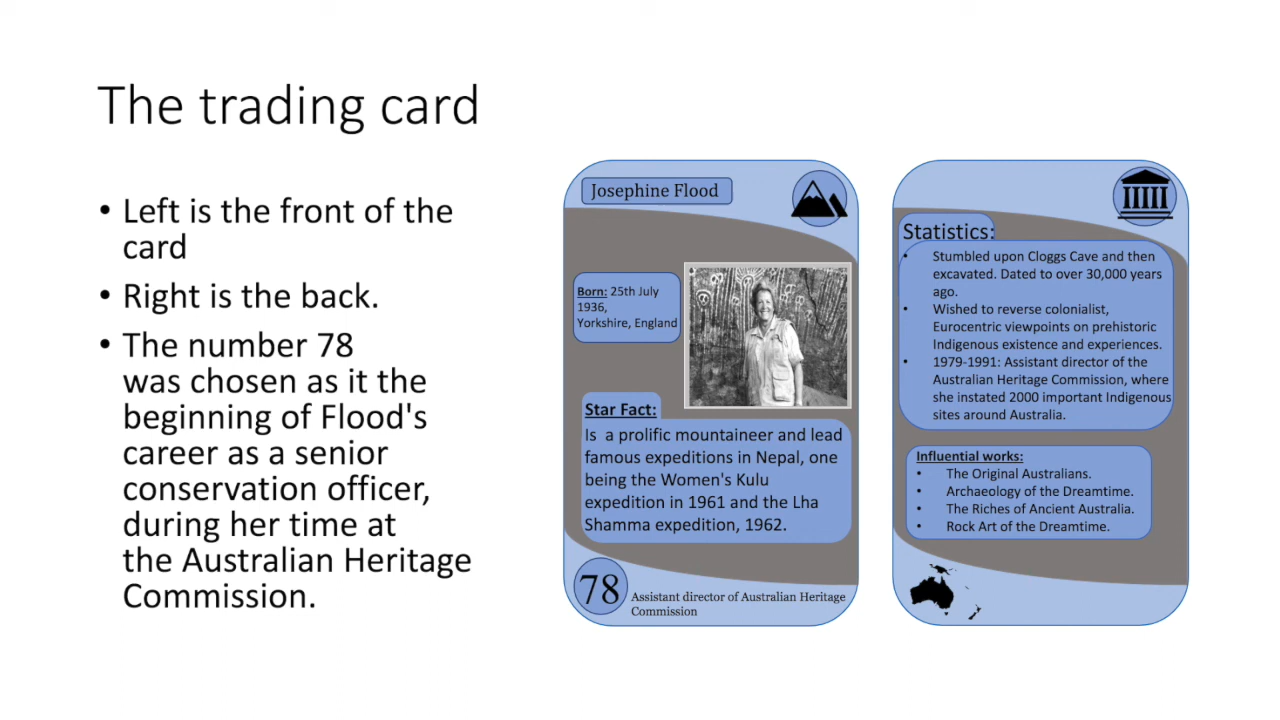 The trading card
• Left is the front of the
card
• Right is the back.
• The number 78
was chosen as it the
beginning of Flood's
career as a senior
conservation officer,
during her time at
the Australian Heritage
Commission.
Josephine Flood
Born: 25th July
1936,
Yorkshire, England
Star Fact:
Is a prolific mountaineer and lead
famous expeditions in Nepal, one
being the Women's Kulu
expedition in 1961 and the Lha
Shamma expedition, 1962.
78
Assistant director of Australian Heritage
Commission
Statistics:
• Stumbled upon Cloggs Cave and then
excavated. Dated to over 30,000 years
ago.
• Wished to reverse colonialist,
Eurocentric viewpoints on prehistoric
Indigenous existence and experiences.
• 1979-1991: Assistant director of the
Australian Heritage Commission, where
she instated 2000 important Indigenous
sites around Australia.
Influential works:
• The Original Australians.
• Archaeology of the Dreamtime.
• The Riches of Ancient Australia.
• Rock Art of the Dreamtime.